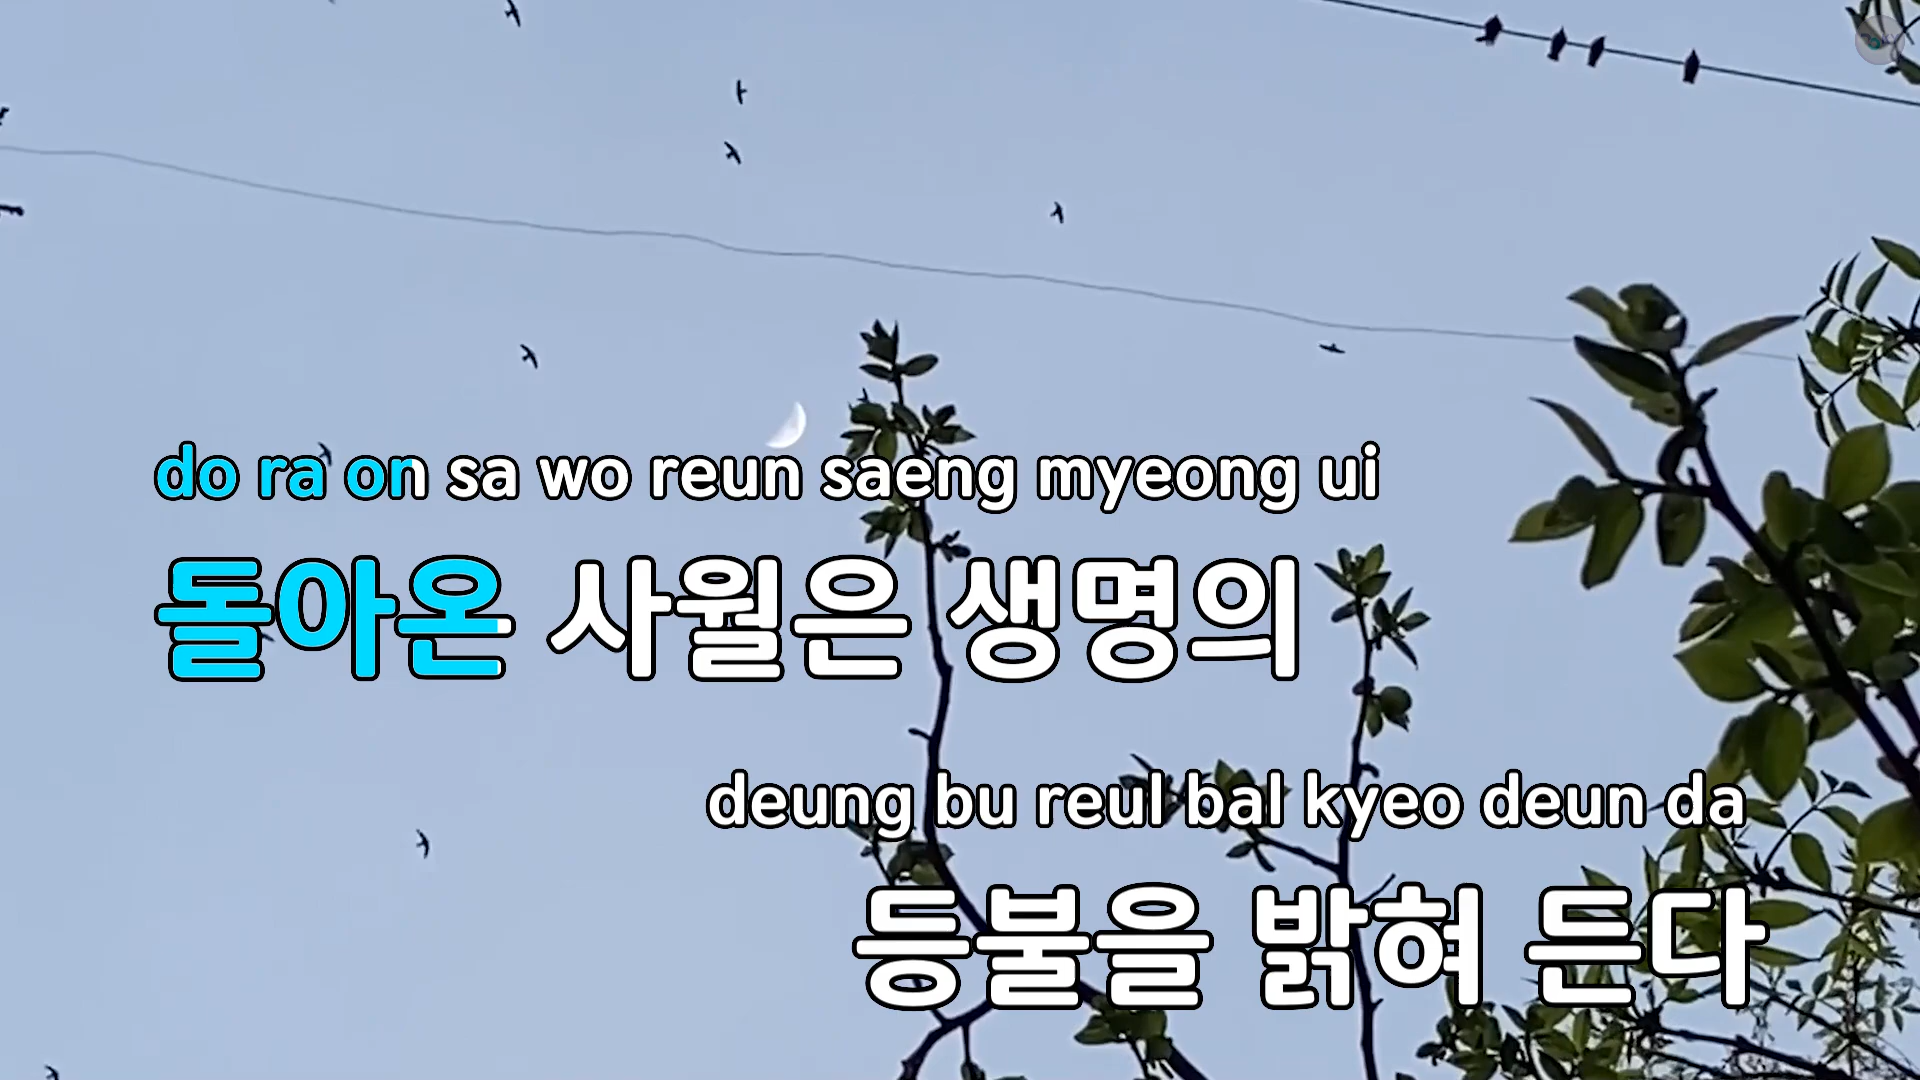 do ra on sa wo reun saeng myeong ui
돌아온 사월은 생명의
deung bu reul bal kyeo deun da
등불을 밝혀 든다